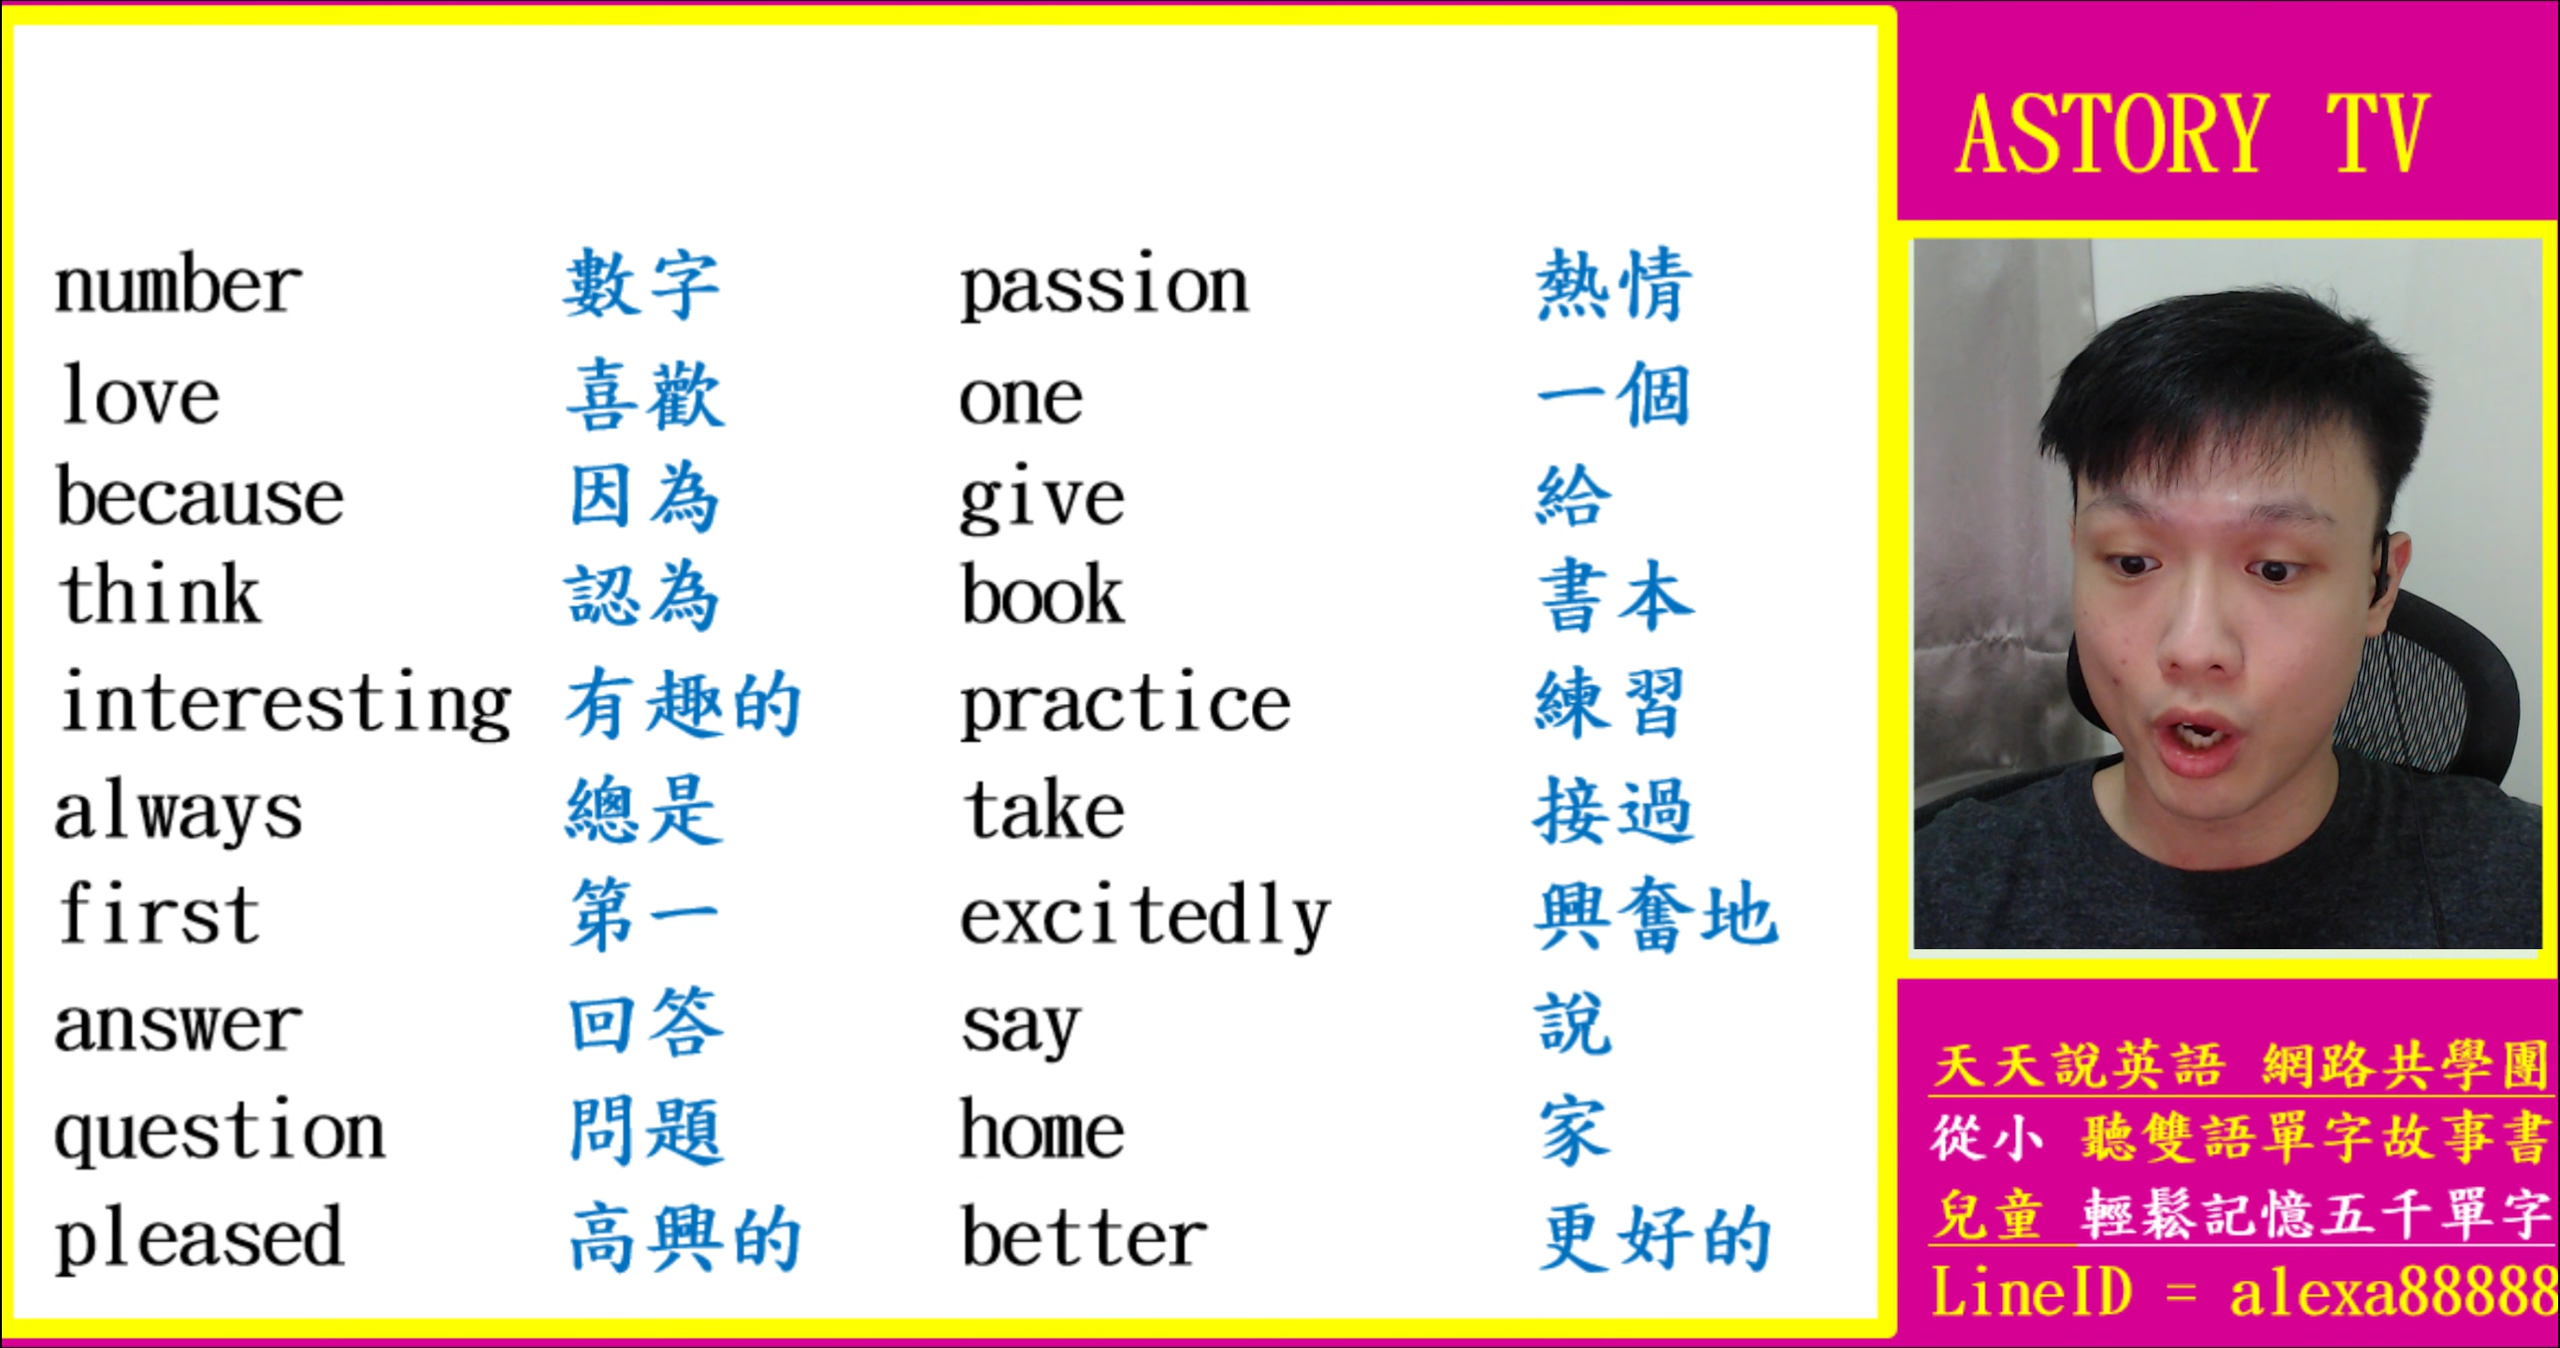 number 數字 passion 熱情
love 喜歡 one 一個
because 因為 give 給
think 認為 book 書本
interesting 有趣的 practice 練習
always 總是 take 接過
first 第一 excitedly 興奮地
answer 回答 say 說
question 問題 home 家
pleased 高興的 better 更好的
ASTORY TV
天天說英語 網路共學團
從小 聽雙語單字故事書
兒童 輕鬆記憶五千單字
LineID = alexa88888